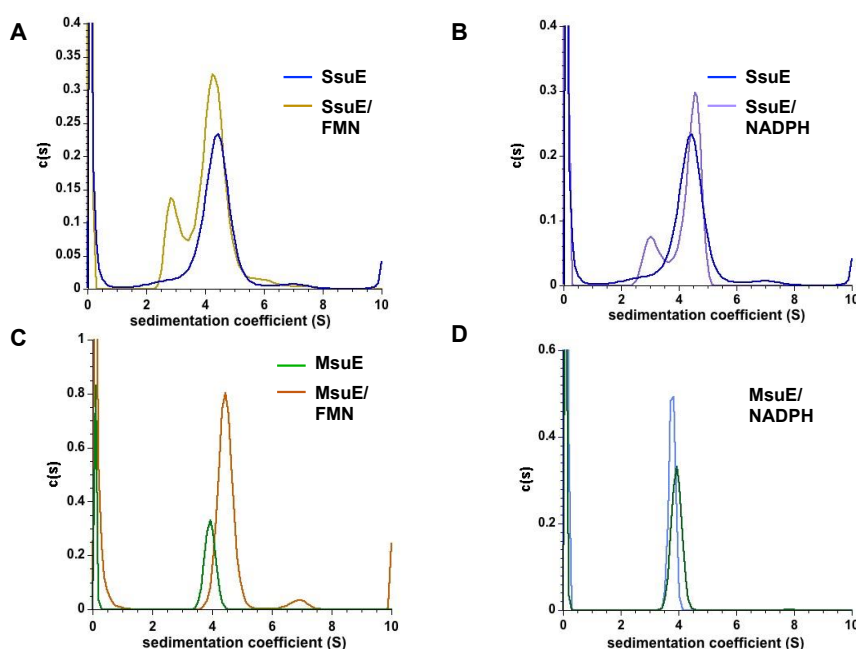 A
0.4
0.35
0.3
0.25
0.2
0.15
0.1
0.05
0
c(s)
0 2 4 6 8 10
sedimentation coefficient (S)
SsuE
SsuE/
FMN
B
0.4
0.3
0.2
0.1
0
c(s)
0 2 4 6 8 10
sedimentation coefficient (S)
SsuE
SsuE/
NADPH
C
1
0.8
0.6
0.4
0.2
0
c(s)
0 2 4 6 8 10
sedimentation coefficient (S)
MsuE
MsuE/
FMN
D
0.6
0.4
0.2
0
c(s)
0 2 4 6 8 10
sedimentation coefficient (S)
MsuE/
NADPH